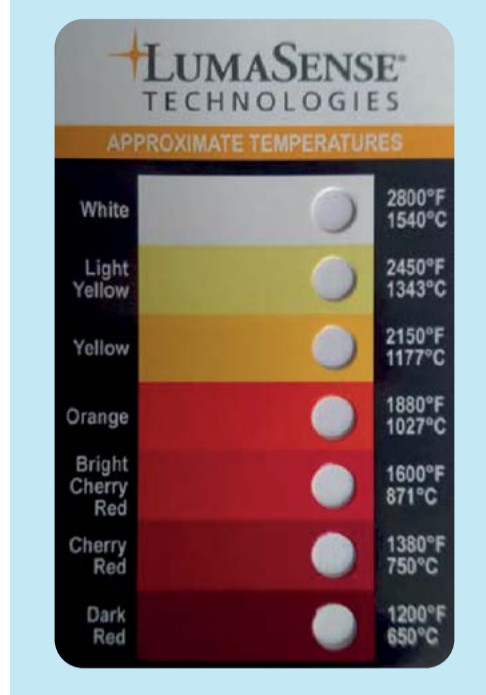 LUMASENSE®
TECHNOLOGIES
APPROXIMATE TEMPERATURES
White
2800°F
1540°C
Light
Yellow
2450°F
1343°C
Yellow
2150°F
1177°C
Orange
1880°F
1027°C
Bright
Cherry
Red
1600°F
871°C
Cherry
Red
1380°F
750°C
Dark
Red
1200°F
650°C